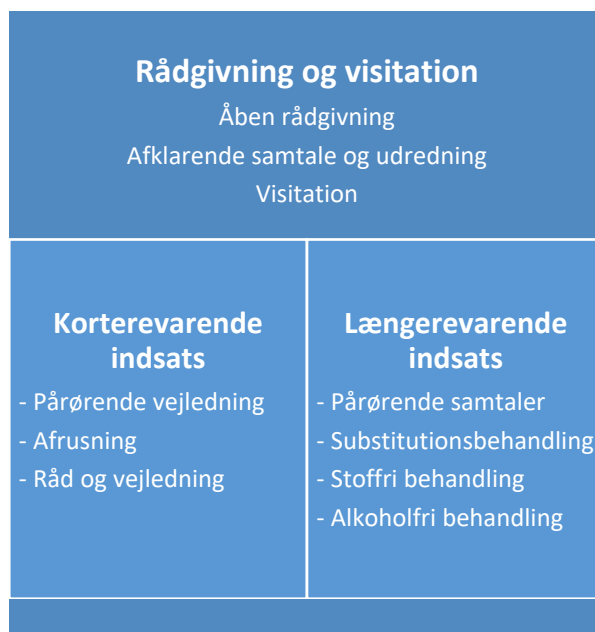 Rådgivning og visitation
Åben rådgivning
Afklarende samtale og udredning
Visitation
Korterevarende
indsats
- Pårørende vejledning
- Afrusning
- Råd og vejledning
Længerevarende
indsats
- Pårørende samtaler
- Substitutionsbehandling
- Stoffri behandling
- Alkoholfri behandling